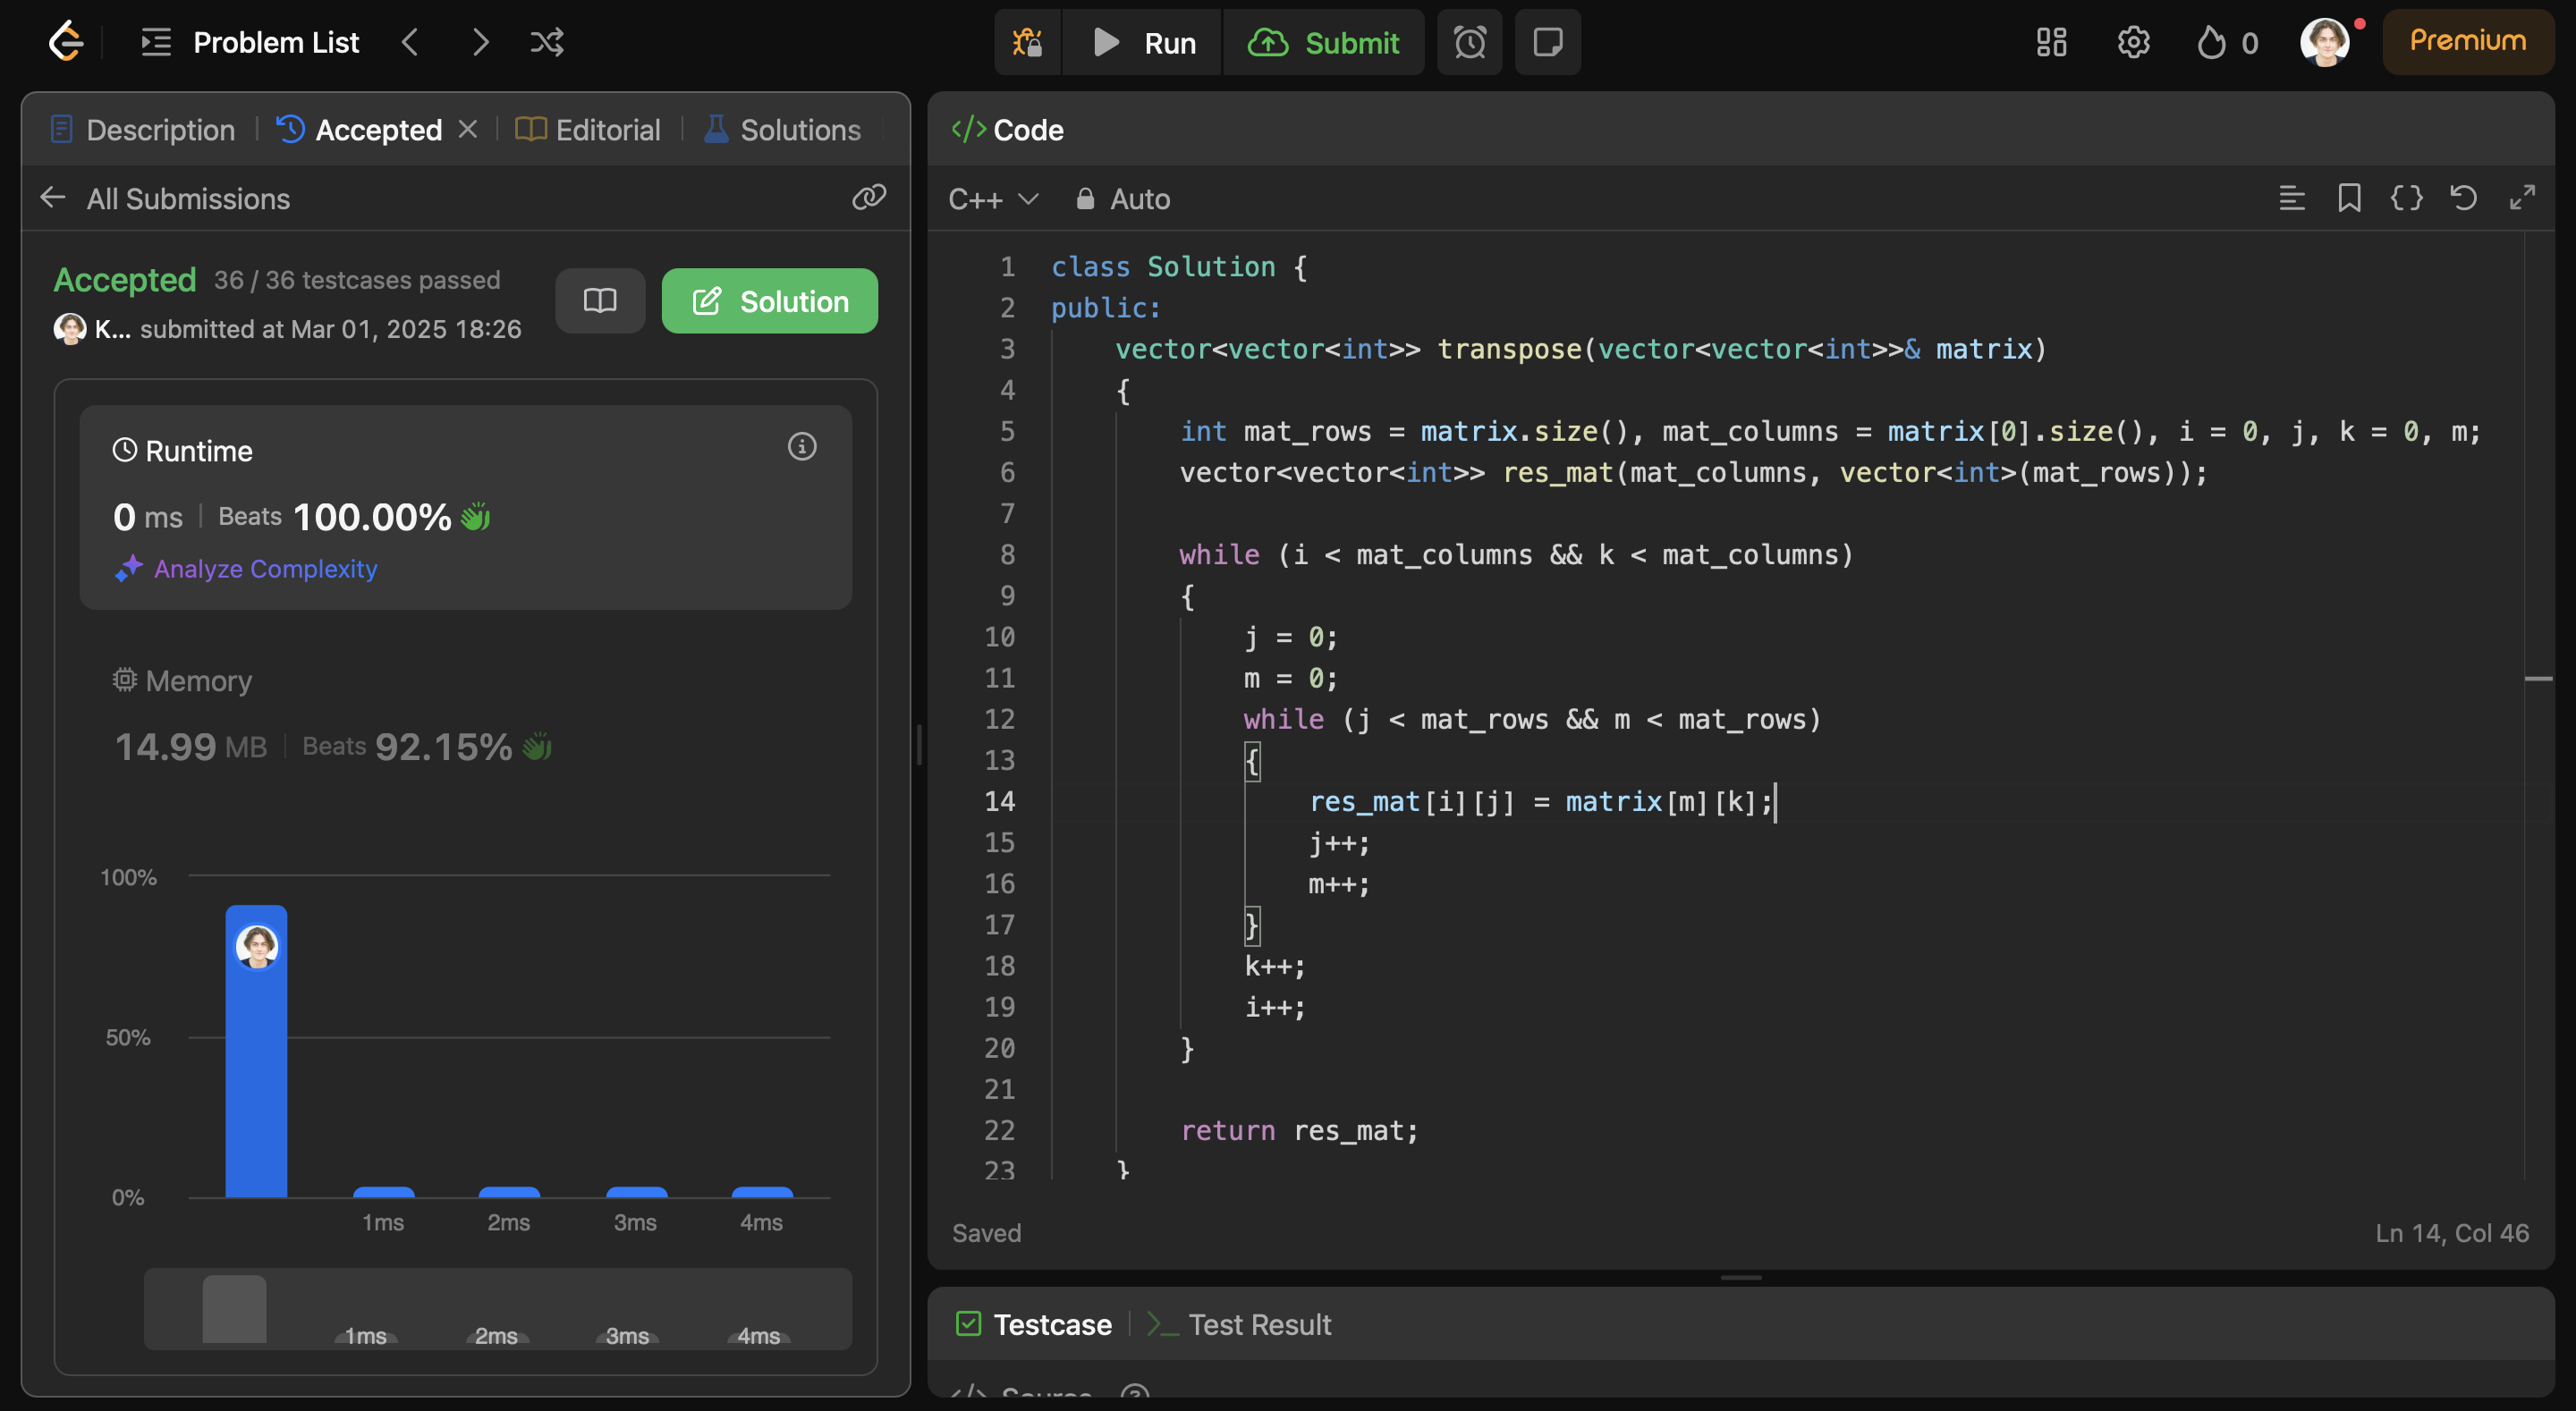 Problem List
Run
Submit
0
Premium
Description
Accepted
Editorial
Solutions
All Submissions
Accepted 36 / 36 testcases passed
K... submitted at Mar 01, 2025 18:26
Solution
Runtime
0 ms | Beats 100.00%
Analyze Complexity
Memory
14.99 MB | Beats 92.15%
100%
50%
0%
1ms 2ms 3ms 4ms
1ms 2ms 3ms 4ms
</> Code
C++ Auto
1 class Solution {
2 public:
3     vector<vector<int>> transpose(vector<vector<int>>& matrix)
4     {
5         int mat_rows = matrix.size(), mat_columns = matrix[0].size(), i = 0, j, k = 0, m;
6         vector<vector<int>> res_mat(mat_columns, vector<int>(mat_rows));
7
8         while (i < mat_columns && k < mat_columns)
9         {
10             j = 0;
11             m = 0;
12             while (j < mat_rows && m < mat_rows)
13             {
14                 res_mat[i][j] = matrix[m][k];
15                 j++;
16                 m++;
17             }
18             k++;
19             i++;
20         }
21
22         return res_mat;
23     }
Saved
Ln 14, Col 46
Testcase
Test Result
</> Source